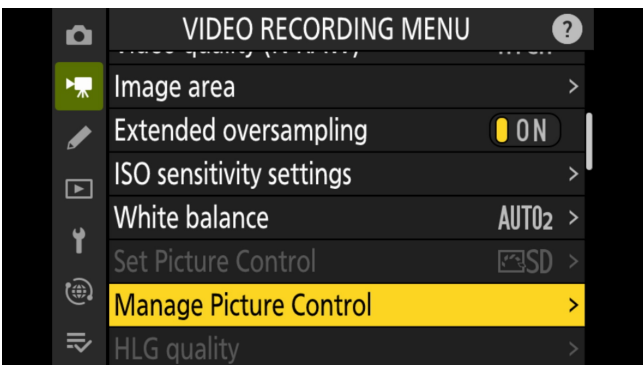 VIDEO RECORDING MENU ?
Image area >
Extended oversampling ON
ISO sensitivity settings >
White balance AUTO2 >
Set Picture Control SD >
Manage Picture Control >
HLG quality >